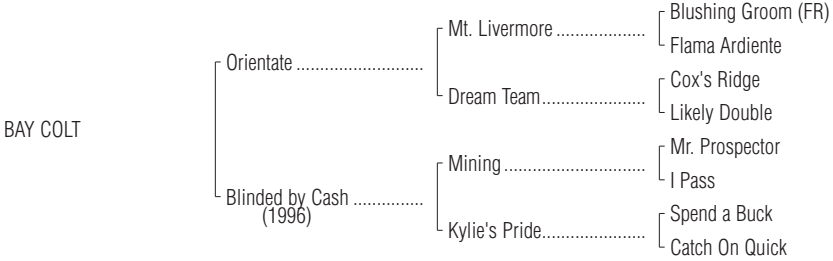 Blushing Groom (FR)
Mt. Livermore ....................
Flama Ardiente
Orientate ...........................
Cox's Ridge
Dream Team......................
Likely Double
BAY COLT
Mr. Prospector
Mining ..............................
I Pass
Blinded by Cash ...............
(1996)
Spend a Buck
Kylie's Pride......................
Catch On Quick